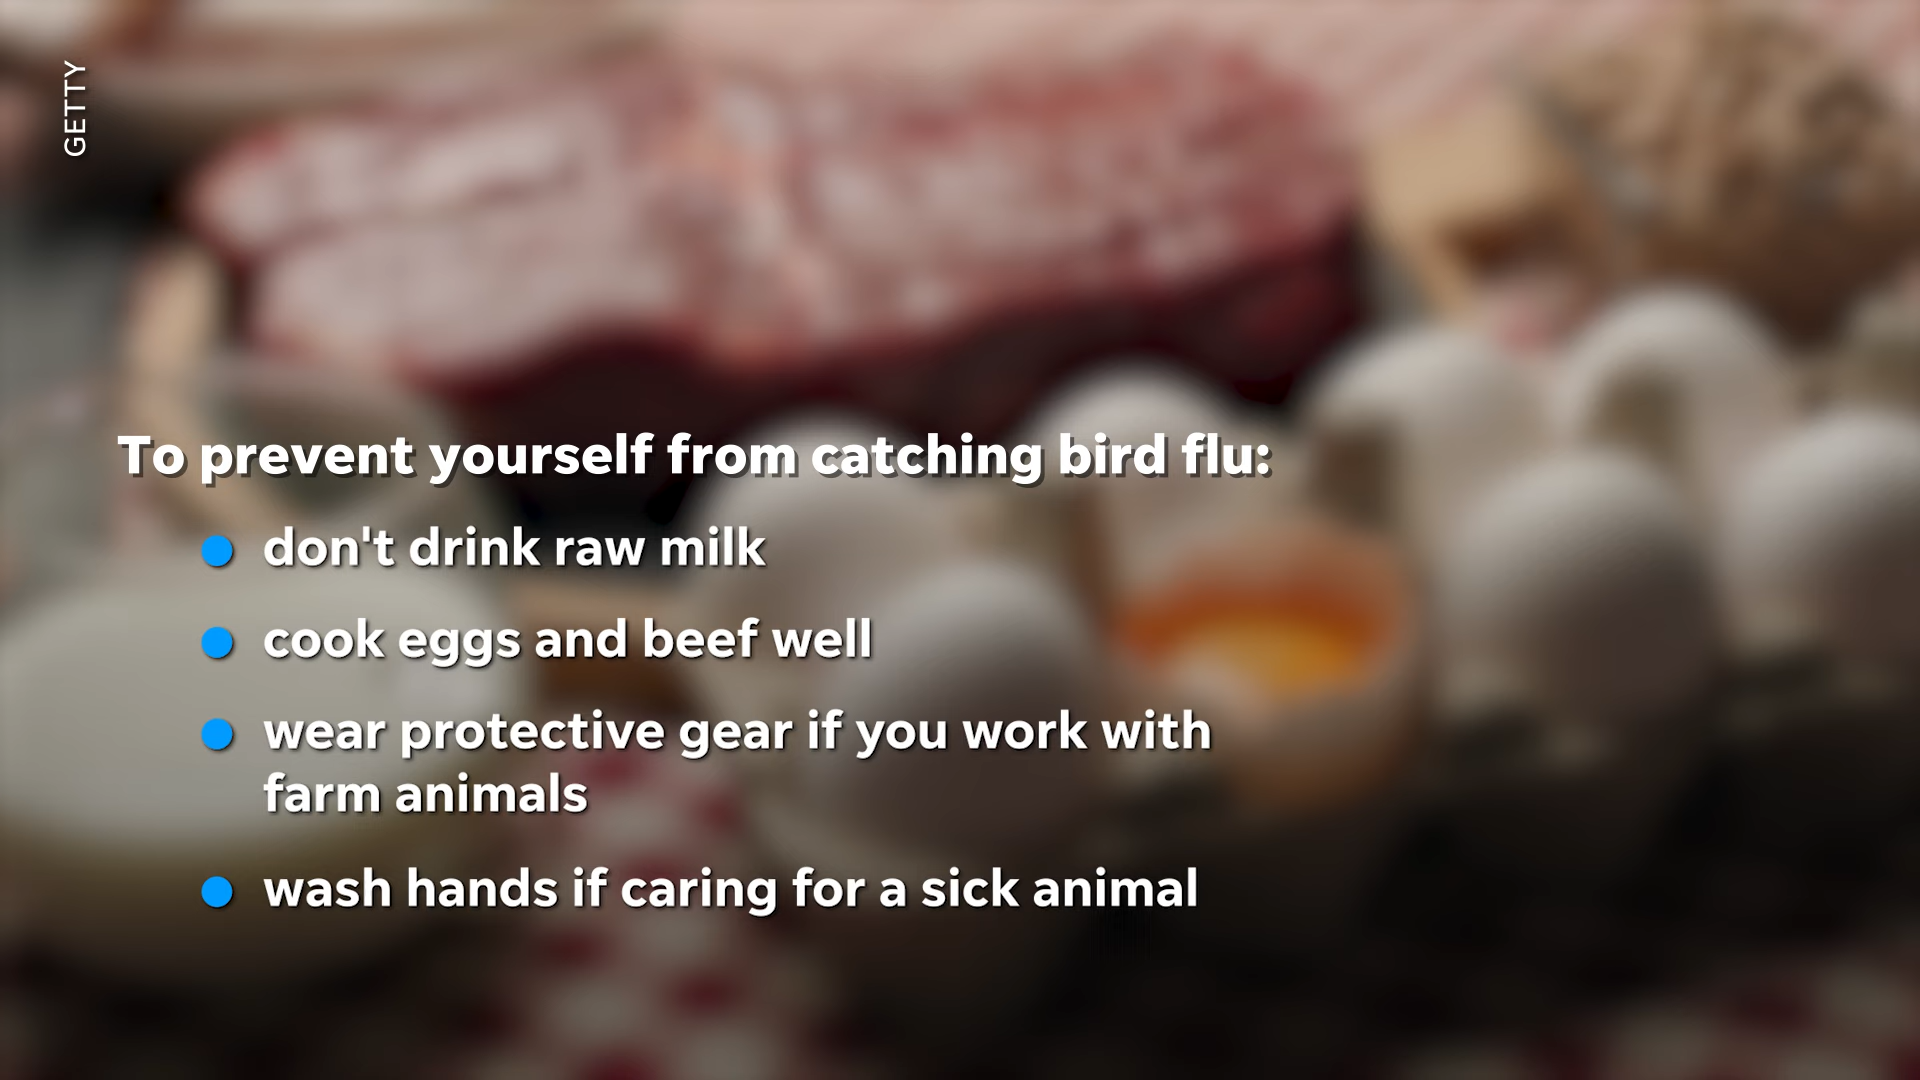 GETTY
To prevent yourself from catching bird flu:
don't drink raw milk
cook eggs and beef well
wear protective gear if you work with
farm animals
wash hands if caring for a sick animal